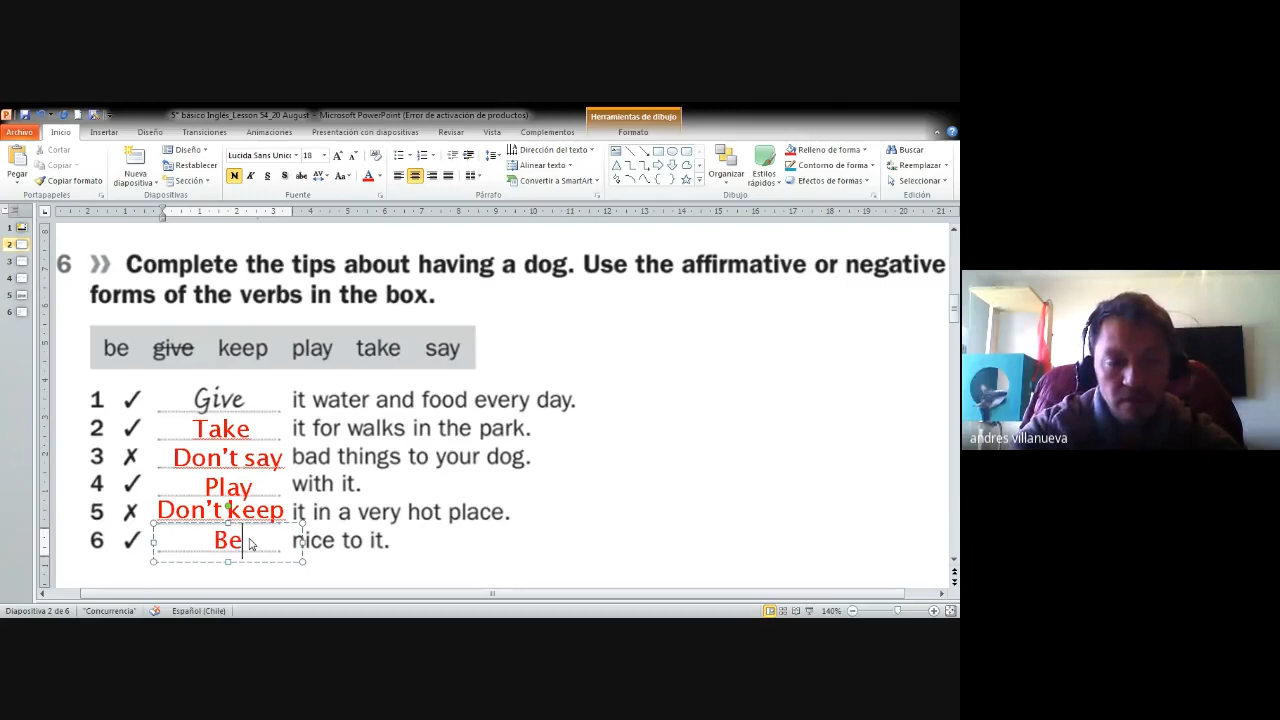 5° básico Inglés_Lesson 54_20 August - Microsoft PowerPoint (Error de activación de productos)
Herramientas de dibujo
Archivo Inicio Insertar Diseño Transiciones Animaciones Presentación con diapositivas Revisar Vista Complementos Formato
Cortar Diseño Lucida Sans Unic 18 Dirección del texto Relleno de forma Buscar
Copiar Restablecer Alinear texto Contorno de forma Reemplazar
Pegar Copiar formato Nueva diapositiva Sección Convertir a SmartArt Organizar Estilos rápidos Efectos de formas Seleccionar
Portapapeles Diapositivas Fuente Párrafo Dibujo Edición
6 » Complete the tips about having a dog. Use the affirmative or negative
forms of the verbs in the box.
be give keep play take say
1 ✓ Give it water and food every day.
2 ✓ Take it for walks in the park.
3 ✗ Don't say bad things to your dog.
4 ✓ Play with it.
5 ✗ Don't keep it in a very hot place.
6 ✓ Be nice to it.
andres villanueva
Diapositiva 2 de 6 "Concurrencia" Español (Chile) 140%